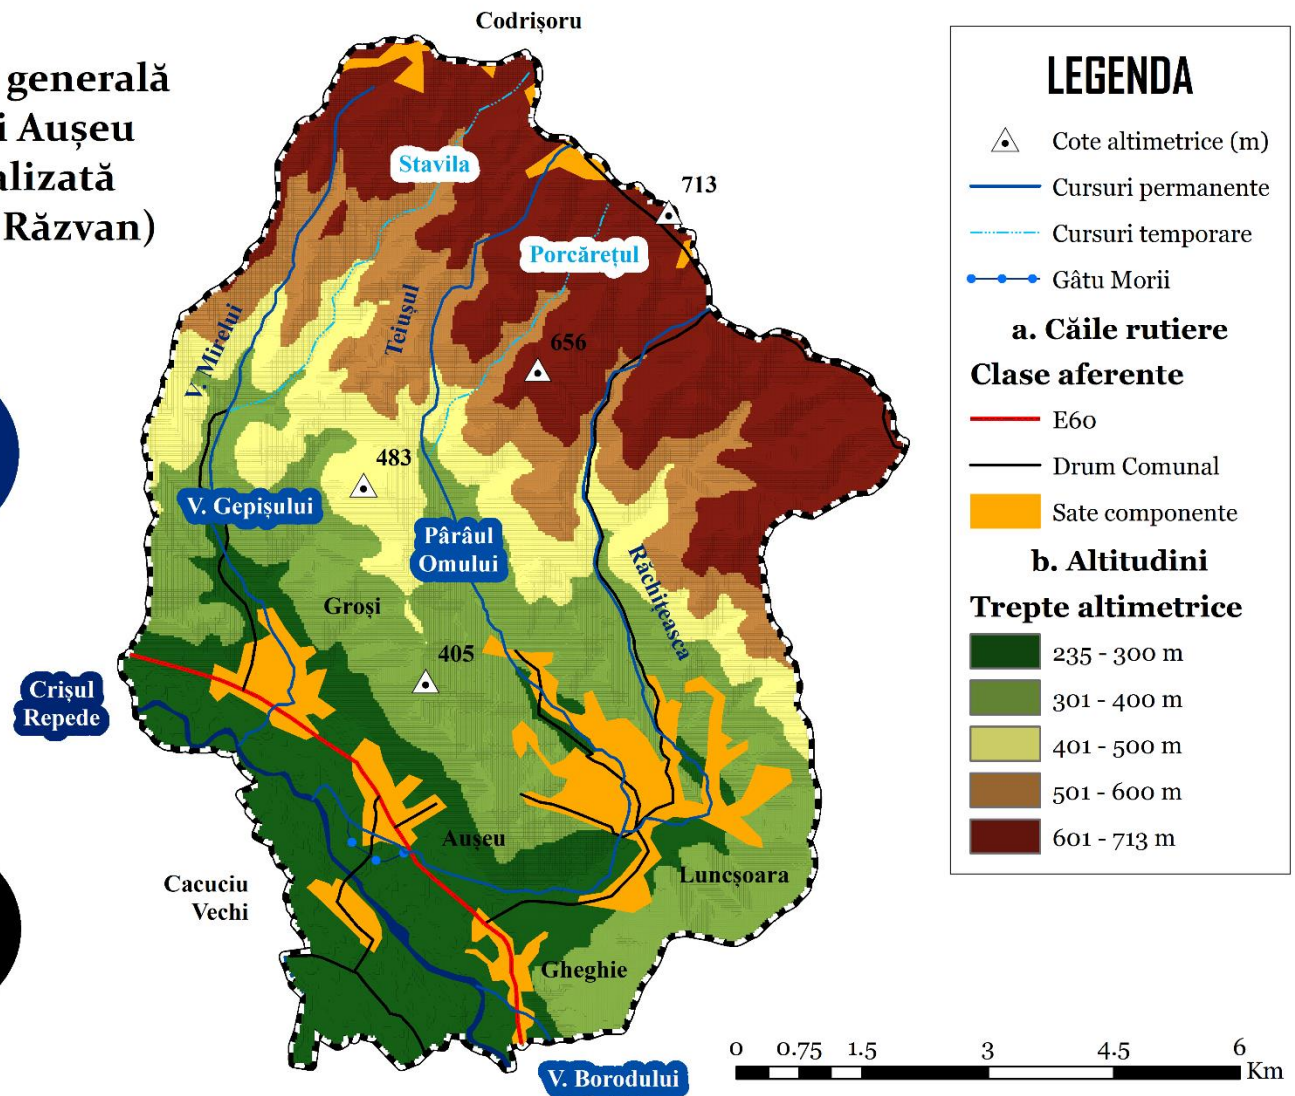 generală
i Aușeu
alizată
Răzvan)
Codrișoru
Stavila
713
Porcărețul
V. Mirelui
Teiușul
656
483
V. Gepișului
Pârâul
Omului
Răchițeasca
Groși
405
Crișul
Repede
Aușeu
Luncșoara
Cacuciu
Vechi
Gheghie
V. Borodului
LEGENDA
Cote altimetrice (m)
Cursuri permanente
Cursuri temporare
Gâtu Morii
a. Căile rutiere
Clase aferente
E60
Drum Comunal
Sate componente
b. Altitudini
Trepte altimetrice
235 - 300 m
301 - 400 m
401 - 500 m
501 - 600 m
601 - 713 m
0 0.75 1.5 3 4.5 6
Km